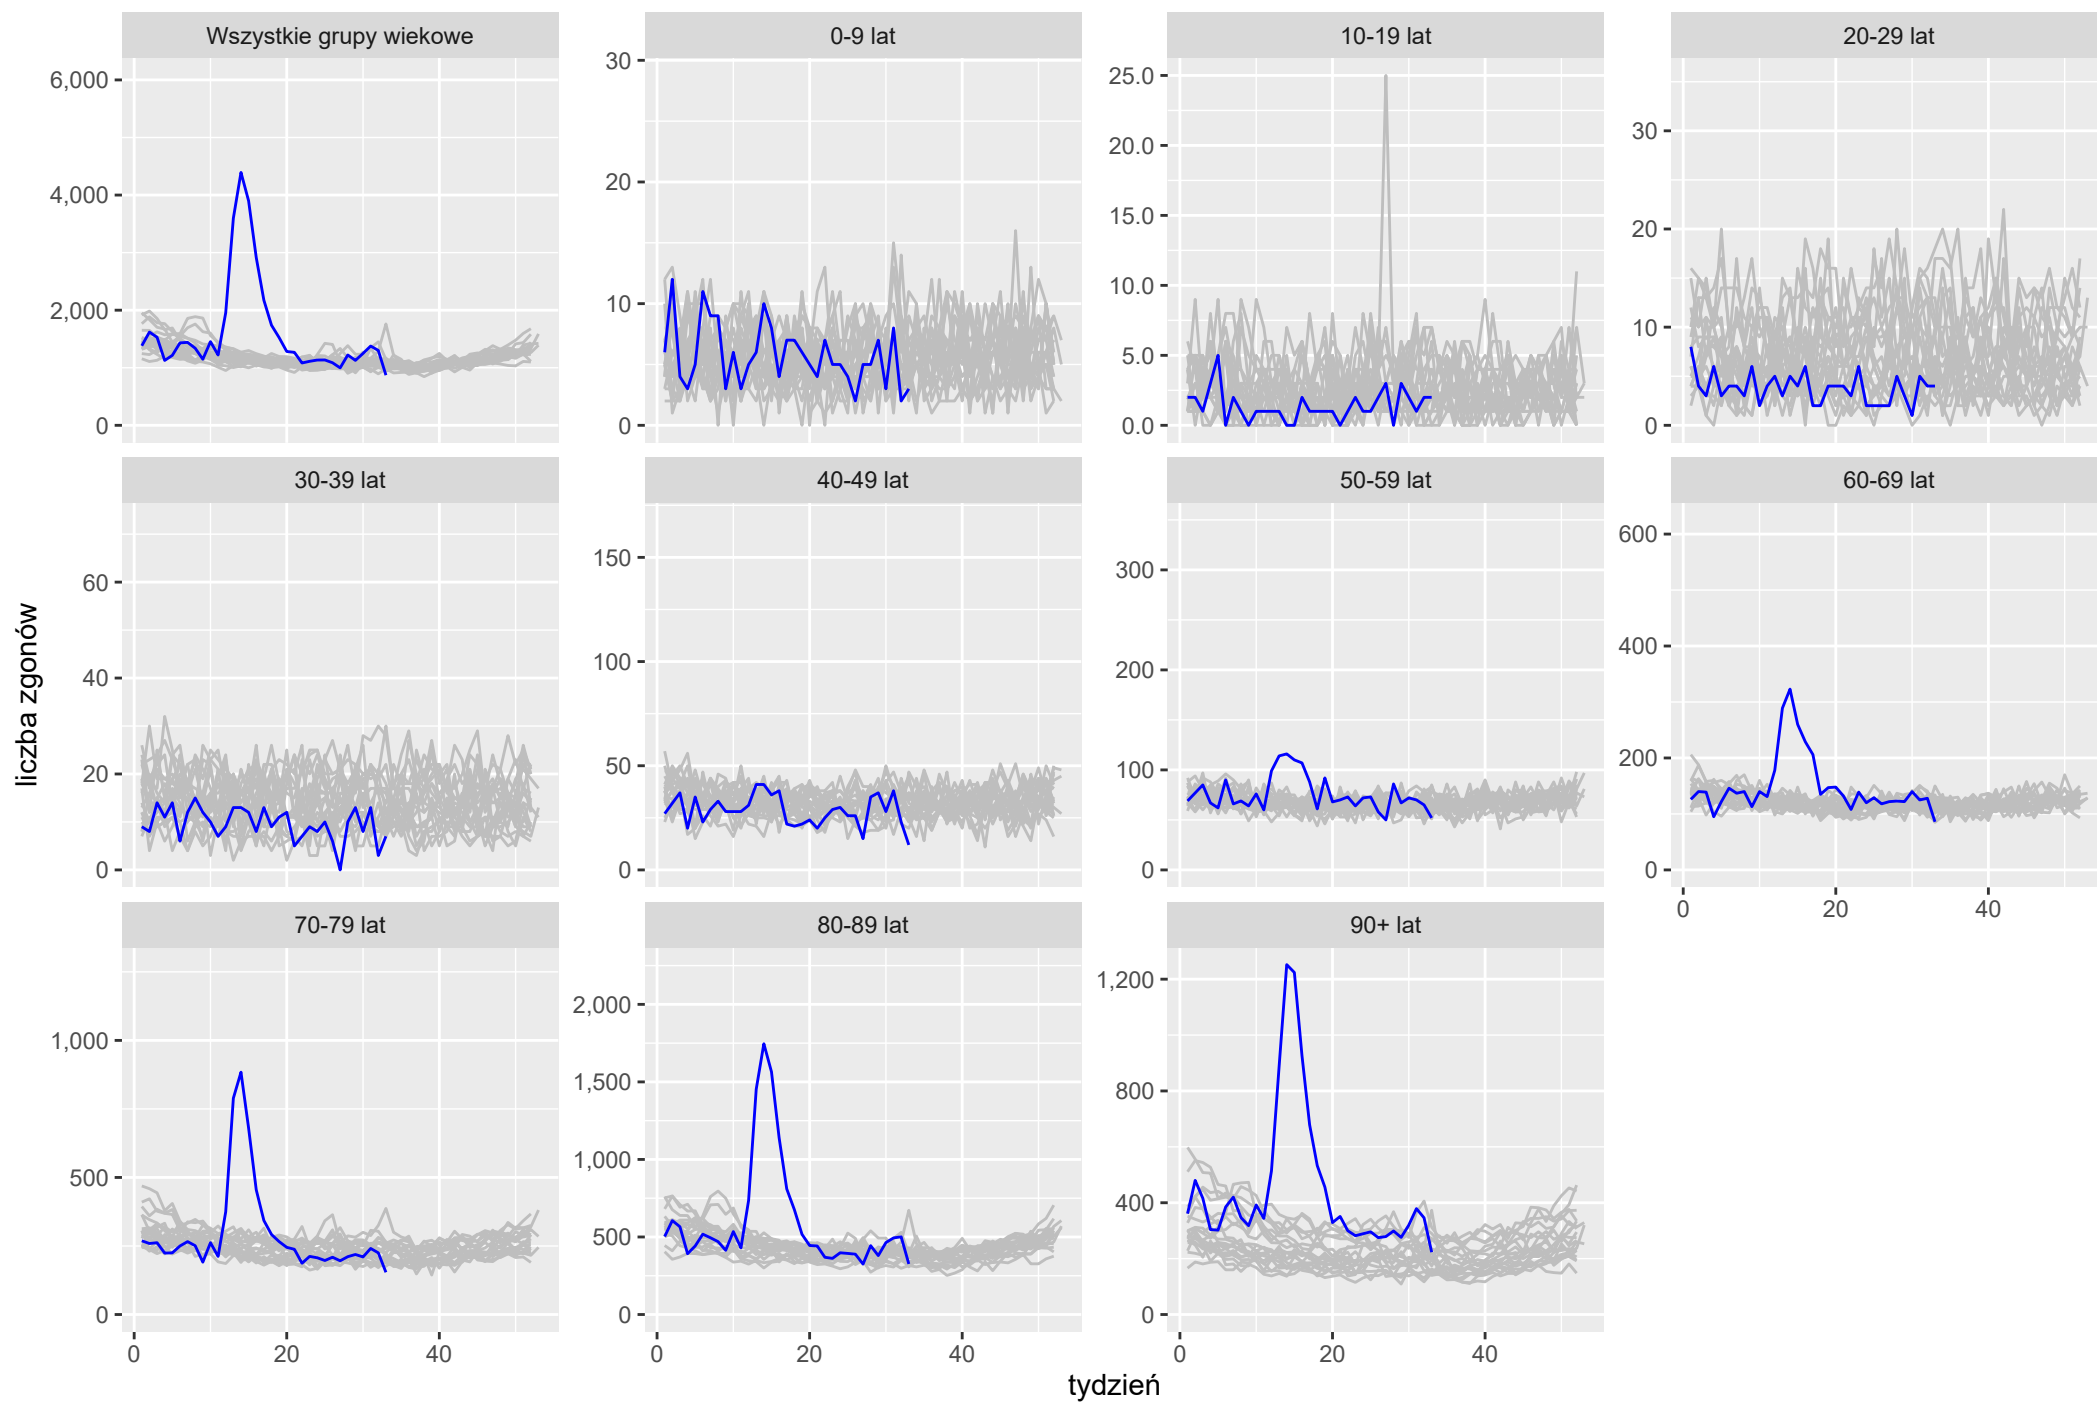 Wszystkie grupy wiekowe
0-9 lat
10-19 lat
20-29 lat
6,000
4,000
2,000
0
30
20
10
0
25.0
20.0
15.0
10.0
5.0
0.0
30
20
10
0
30-39 lat
40-49 lat
50-59 lat
60-69 lat
liczba zgonów
60
40
20
0
150
100
50
0
300
200
100
0
600
400
200
0
0 20 40
70-79 lat
80-89 lat
90+ lat
1,000
500
0
2,000
1,500
1,000
500
0
1,200
800
400
0
0 20 40
0 20 40
0 20 40
tydzień